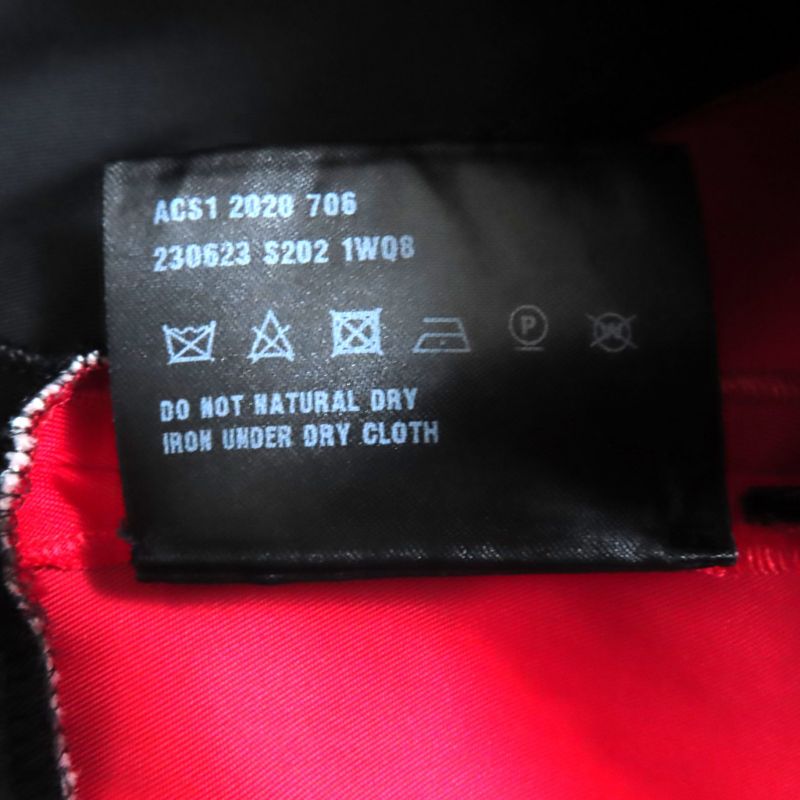 ACS1 2020 706
230623 S202 1WQ8
P
W
DO NOT NATURAL DRY
IRON UNDER DRY CLOTH